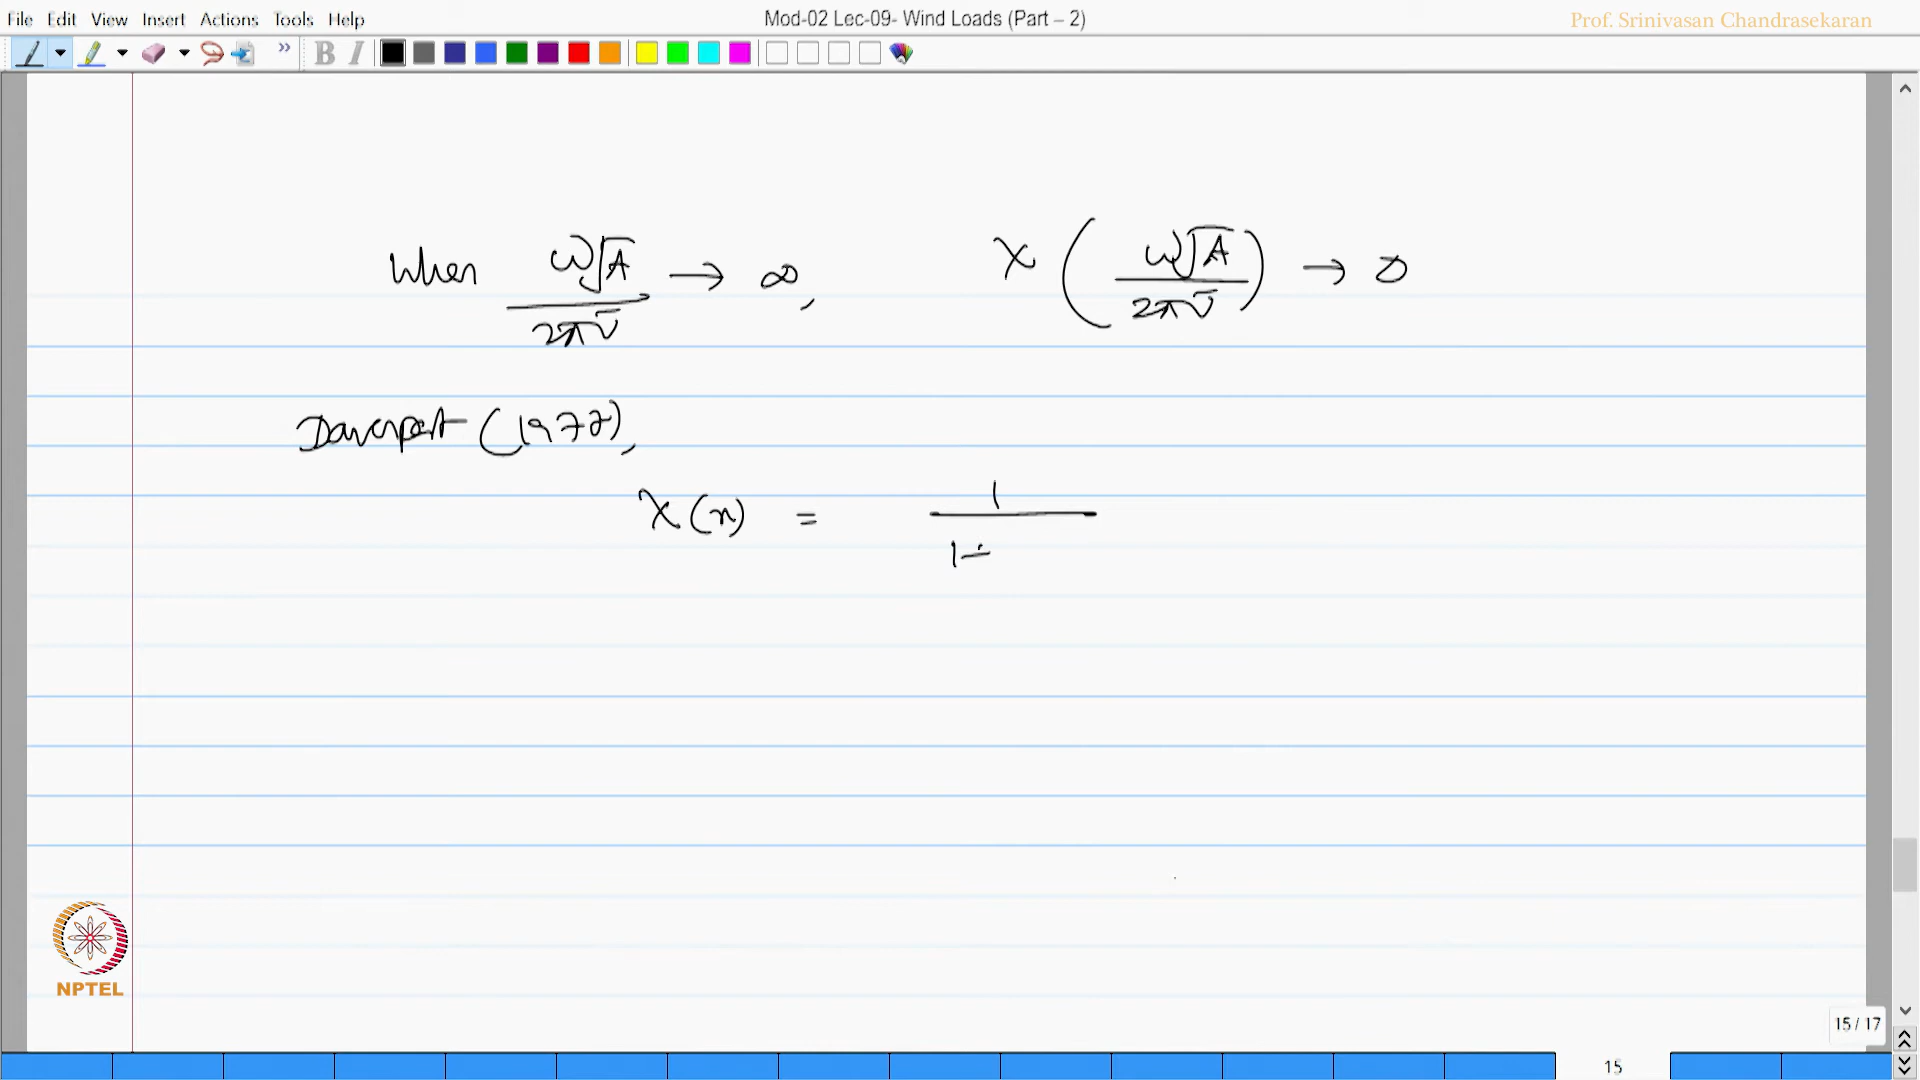 File Edit View Insert Actions Tools Help
Mod-02 Lec-09- Wind Loads (Part – 2)
Prof. Srinivasan Chandrasekaran
B I
When ω√A / 2πv̄ → ∞, χ (ω√A / 2πv̄) → 0
Davenport (1977),
χ(x) = 1 / 1+
NPTEL
15 / 17
15